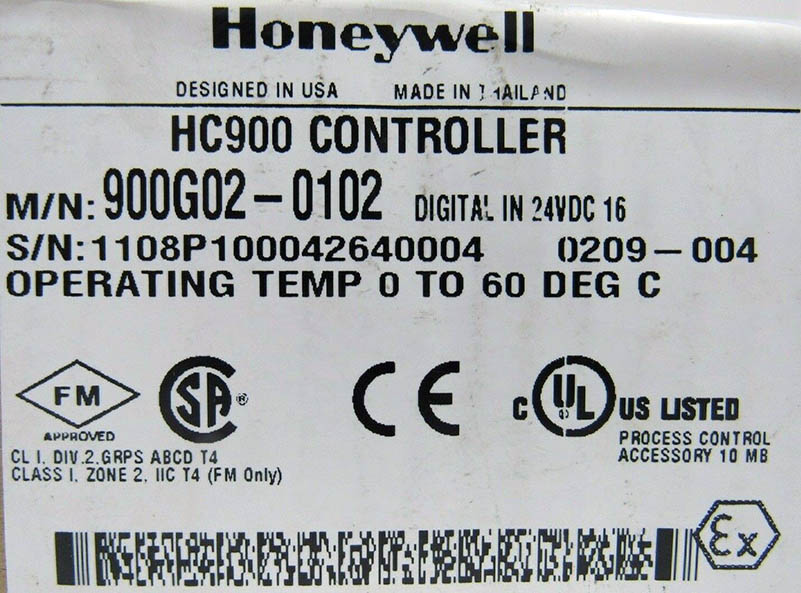 Honeywell
DESIGNED IN USA MADE IN THAILAND
HC900 CONTROLLER
M/N: 900G02-0102 DIGITAL IN 24VDC 16
S/N: 1108P100042640004 0209-004
OPERATING TEMP 0 TO 60 DEG C
FM
APPROVED
SA ®
CE
c UL ® US LISTED
PROCESS CONTROL
ACCESSORY 10 MB
CL I, DIV.2,GRPS ABCD T4
CLASS I, ZONE 2, IIC T4 (FM Only)
Ex